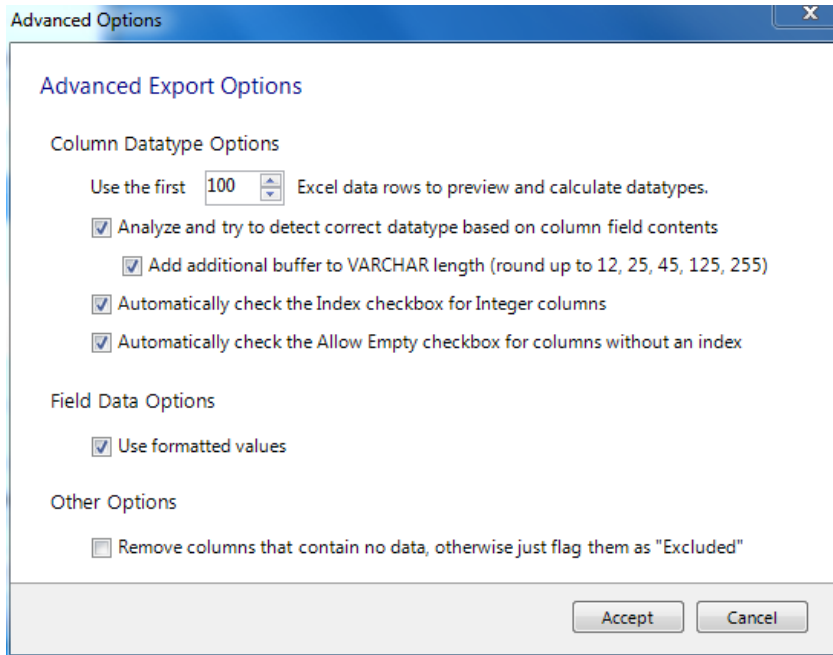 Advanced Options
X
Advanced Export Options
Column Datatype Options
Use the first 100 Excel data rows to preview and calculate datatypes.
Analyze and try to detect correct datatype based on column field contents
Add additional buffer to VARCHAR length (round up to 12, 25, 45, 125, 255)
Automatically check the Index checkbox for Integer columns
Automatically check the Allow Empty checkbox for columns without an index
Field Data Options
Use formatted values
Other Options
Remove columns that contain no data, otherwise just flag them as "Excluded"
Accept Cancel